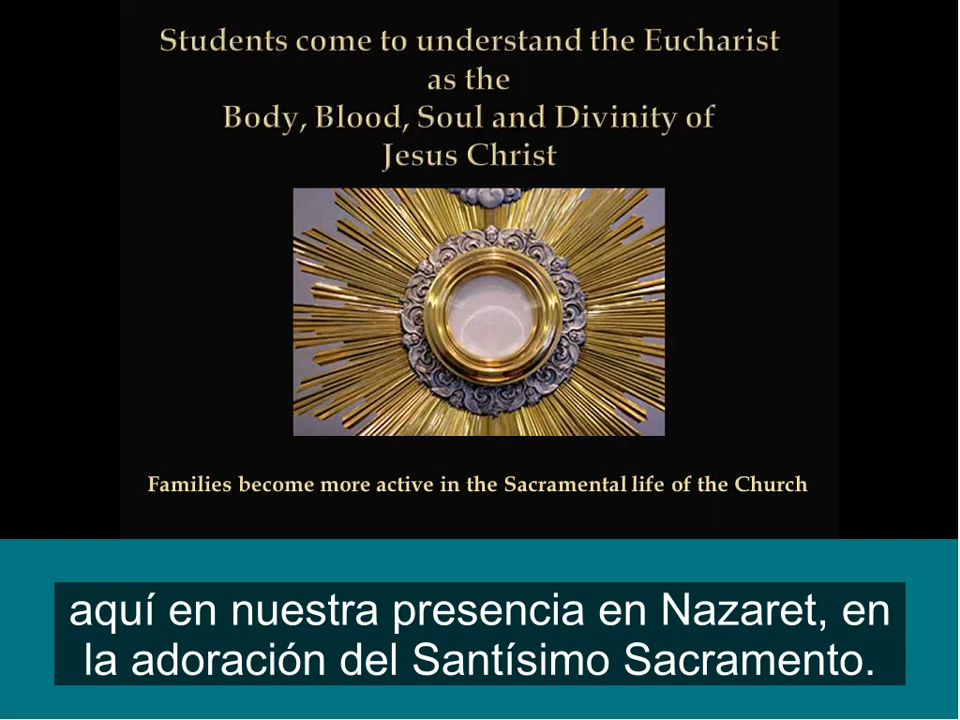 Students come to understand the Eucharist
as the
Body, Blood, Soul and Divinity of
Jesus Christ
Families become more active in the Sacramental life of the Church
aquí en nuestra presencia en Nazaret, en
la adoración del Santísimo Sacramento.